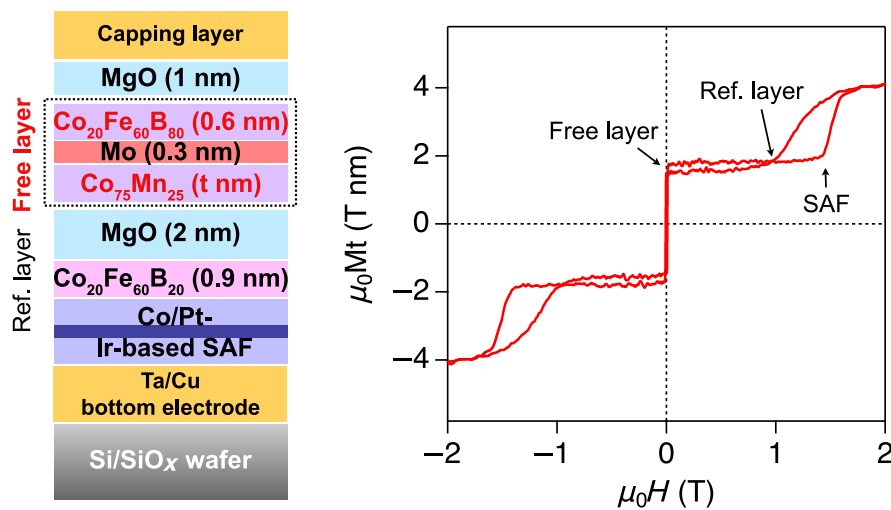 Capping layer
MgO (1 nm)
Free layer
Co₂₀Fe₆₀B₈₀ (0.6 nm)
Mo (0.3 nm)
Co₇₅Mn₂₅ (t nm)
MgO (2 nm)
Ref. layer
Co₂₀Fe₆₀B₂₀ (0.9 nm)
Co/Pt-
Ir-based SAF
Ta/Cu
bottom electrode
Si/SiOx wafer
μ₀Mt (T nm)
4
2
0
−2
−4
Free layer
Ref. layer
SAF
−2 −1 0 1 2
μ₀H (T)